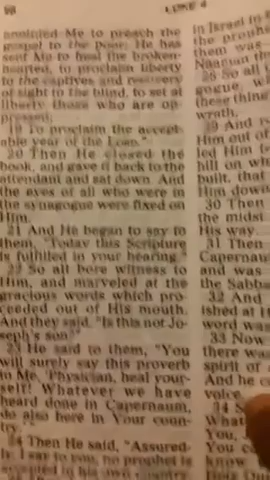 98
LUKE 4
anointed Me to preach the
gospel to the poor; He has
sent Me to heal the broken-
hearted, to proclaim liberty
to the captives and recovery
of sight to the blind, to set at
liberty those who are op-
pressed;
19 To proclaim the accept-
able year of the LORD."
20 Then He closed the
book, and gave it back to the
attendant and sat down. And
the eyes of all who were in
the synagogue were fixed on
Him.
21 And He began to say to
them, "Today this Scripture
is fulfilled in your hearing."
22 So all bore witness to
Him, and marveled at the
gracious words which pro-
ceeded out of His mouth.
And they said, "Is this not Jo-
seph's son?"
23 He said to them, "You
will surely say this proverb
to Me, 'Physician, heal your-
self! Whatever we have
heard done in Capernaum,
do also here in Your coun-
try.'"
24 Then He said, "Assured-
ly, I say to you, no prophet is
accepted in his own country.
in Israel in
the proph
them was
Naaman the
28 So all
gogue, w
these thing
wrath,
29 And r
Him out of
led Him t
hill on wh
built, that
Him down
30 Then
the midst
His way.
31 Then
Capernau
and was
the Sabba
32 And
ished at H
word was
33 Now
there was
spirit of
And he c
voice,
34 S
What
You,
You c
know